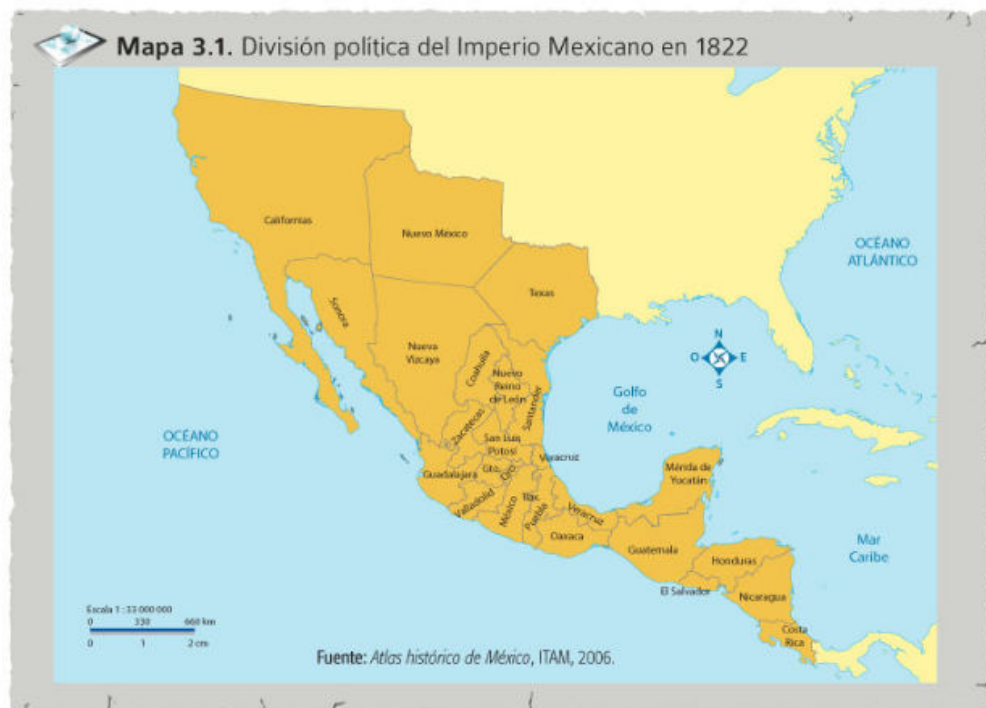 Mapa 3.1. División política del Imperio Mexicano en 1822
Californias
Nuevo México
OCÉANO
ATLÁNTICO
Texas
Sonora
N
O
E
S
Nueva
Vizcaya
Coahuila
Nuevo
Reino
de León
Santander
Golfo
de
México
OCÉANO
PACÍFICO
Zacatecas
San Luis
Potosí
Veracruz
Guadalajara
Gto.
Qro.
Mérida de
Yucatán
Valladolid
México
Tlax.
Puebla
Veracruz
Oaxaca
Guatemala
Mar
Caribe
Honduras
El Salvador
Nicaragua
Costa
Rica
Escala 1 : 33 000 000
0 330 660 km
0 1 2 cm
Fuente: Atlas histórico de México, ITAM, 2006.